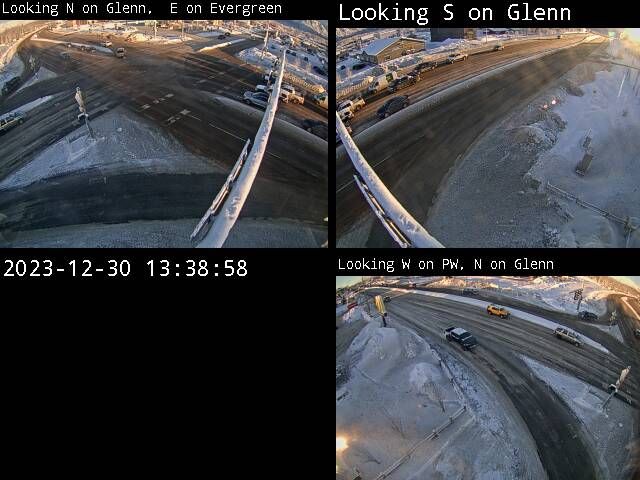 Looking N on Glenn,  E on Evergreen
Looking S on Glenn
2023-12-30 13:38:58
Looking W on PW, N on Glenn